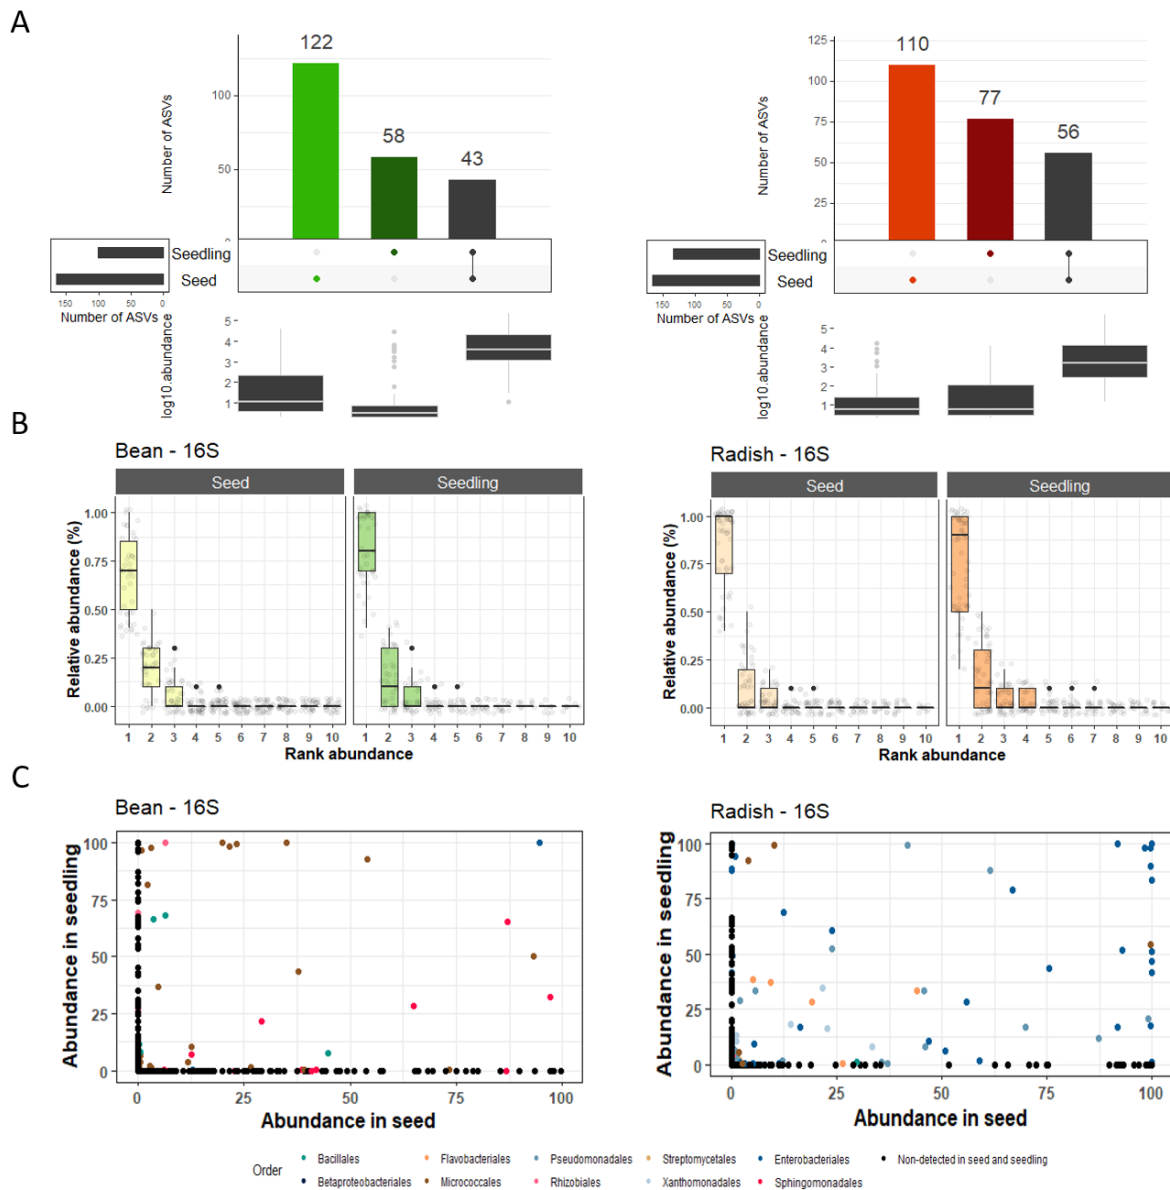 A
122
58
43
100
50
Number of ASVs
Seedling
Seed
150 100 50 0
Number of ASVs
5
4
3
2
1
log10.abundance
110
77
56
125
100
75
50
25
Number of ASVs
Seedling
Seed
150 100 50 0
Number of ASVs
5
4
3
2
1
log10.abundance
B
Bean - 16S
Seed Seedling
1.00
0.75
0.50
0.25
0.00
Relative abundance (%)
1 2 3 4 5 6 7 8 9 10 1 2 3 4 5 6 7 8 9 10
Rank abundance
Radish - 16S
Seed Seedling
1.00
0.75
0.50
0.25
0.00
Relative abundance (%)
1 2 3 4 5 6 7 8 9 10 1 2 3 4 5 6 7 8 9 10
Rank abundance
C
Bean - 16S
100
75
50
25
0
Abundance in seedling
0 25 50 75 100
Abundance in seed
Radish - 16S
100
75
50
25
0
Abundance in seedling
0 25 50 75 100
Abundance in seed
Order
Bacillales Flavobacteriales Pseudomonadales Streptomycetales Enterobacteriales Non-detected in seed and seedling
Betaproteobacteriales Micrococcales Rhizobiales Xanthomonadales Sphingomonadales